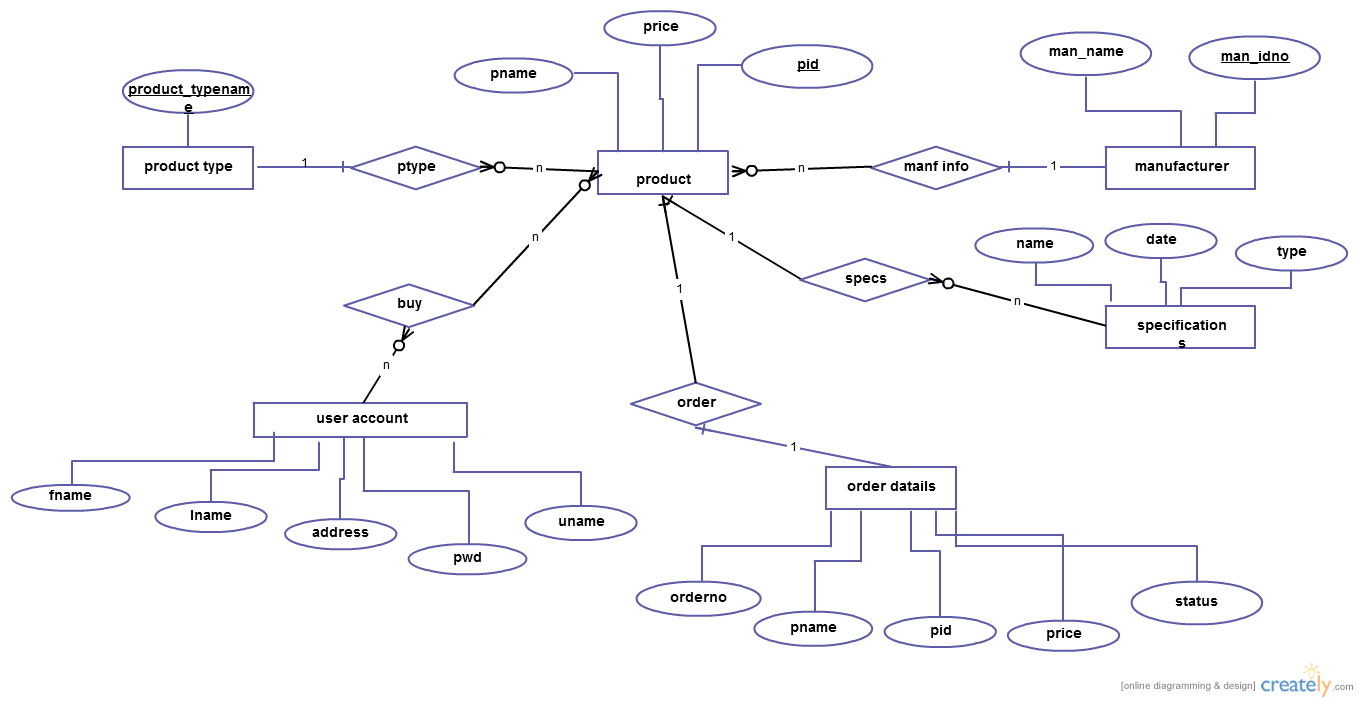 price
pname
pid
man_name
man_idno
product_typenam
e
product type
1
ptype
n
product
n
manf info
1
manufacturer
n
1
specs
n
name
date
type
specification
s
buy
n
1
user account
order
1
order datails
fname
lname
address
pwd
uname
orderno
pname
pid
price
status
[online diagramming & design] creately.com